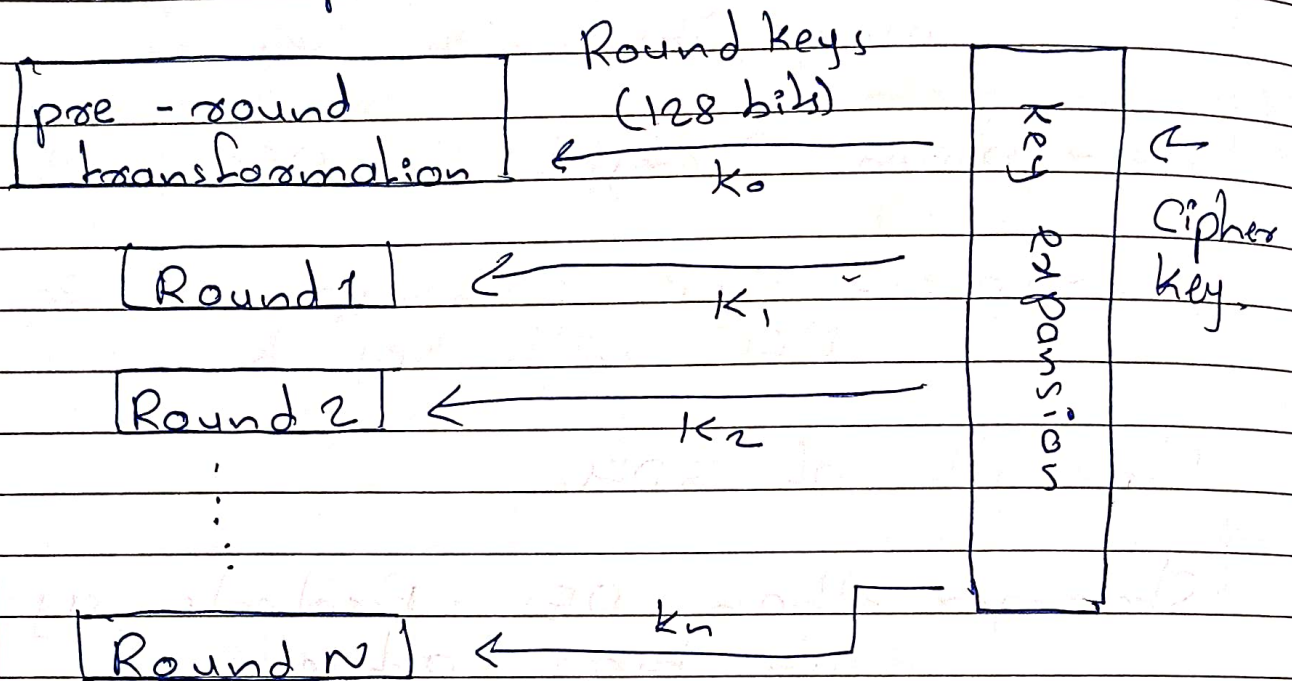 Round keys
(128 bits)
pre - round
transformation
K0
Key Expansion
Cipher
key.
Round 1
K1
Round 2
K2
Round N
Kn